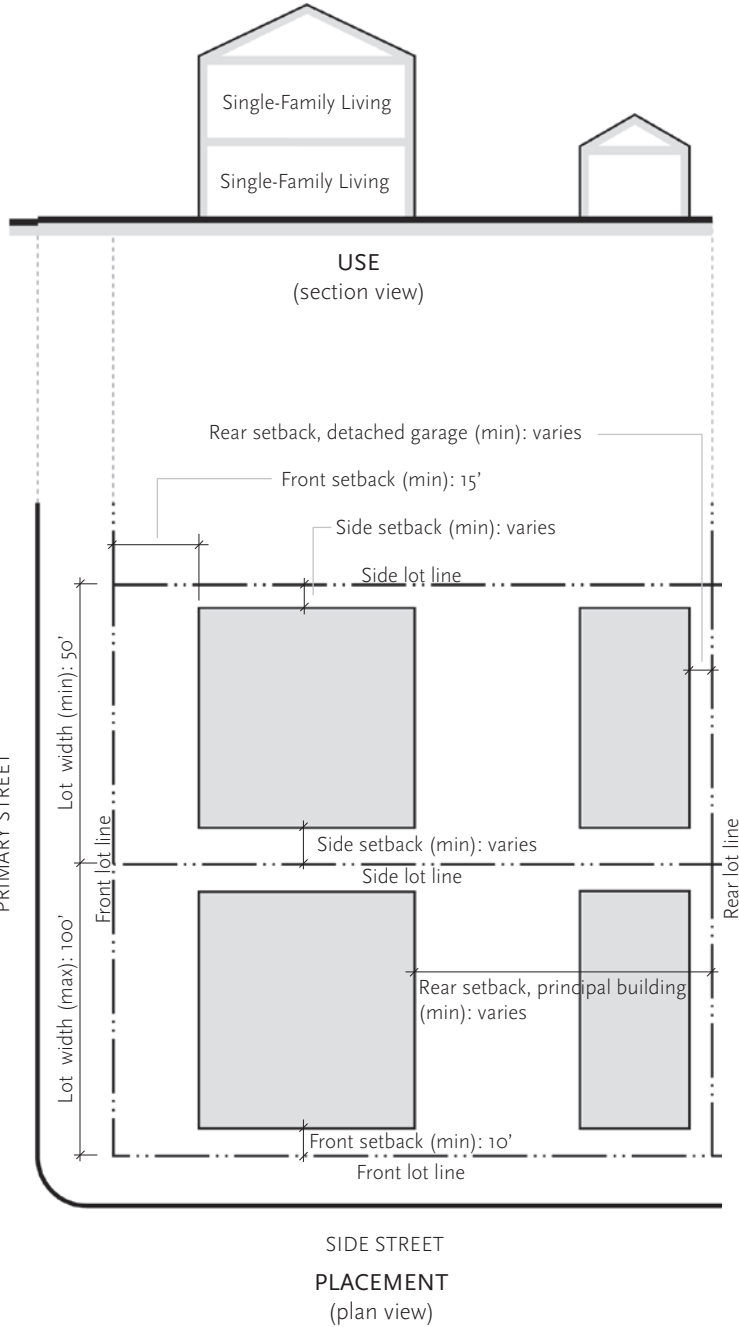 Single-Family Living
Single-Family Living
USE
(section view)
Rear setback, detached garage (min): varies
Front setback (min): 15'
Side setback (min): varies
Side lot line
Lot width (min): 50'
PRIMARY STREET
Front lot line
Side setback (min): varies
Side lot line
Rear lot line
Lot width (max): 100'
Rear setback, principal building
(min): varies
Front setback (min): 10'
Front lot line
SIDE STREET
PLACEMENT
(plan view)